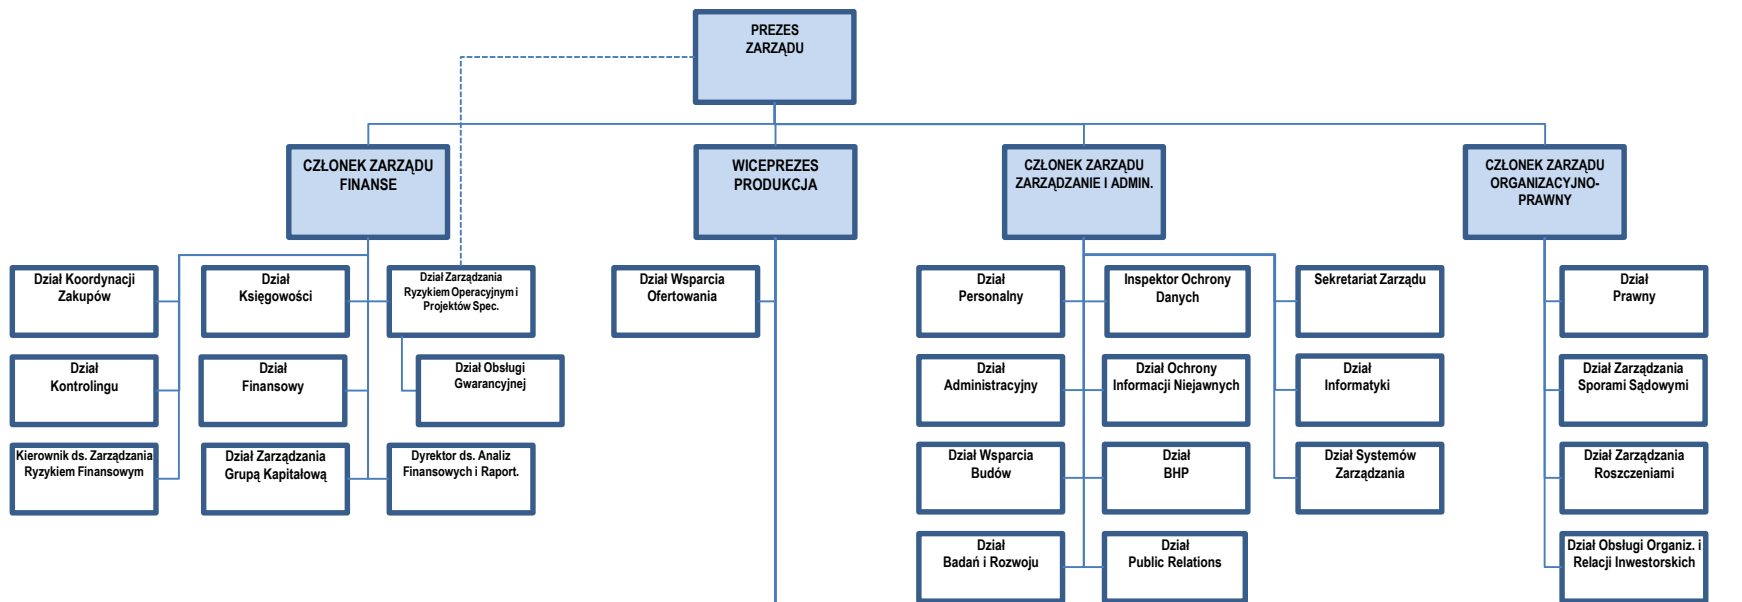 PREZES
ZARZĄDU
CZŁONEK ZARZĄDU
FINANSE
WICEPREZES
PRODUKCJA
CZŁONEK ZARZĄDU
ZARZĄDZANIE I ADMIN.
CZŁONEK ZARZĄDU
ORGANIZACYJNO-
PRAWNY
Dział Koordynacji
Zakupów
Dział
Księgowości
Dział Zarządzania
Ryzykiem Operacyjnym i
Projektów Spec.
Dział Wsparcia
Ofertowania
Dział
Personalny
Inspektor Ochrony
Danych
Sekretariat Zarządu
Dział
Prawny
Dział
Kontrolingu
Dział
Finansowy
Dział Obsługi
Gwarancyjnej
Dział
Administracyjny
Dział Ochrony
Informacji Niejawnych
Dział
Informatyki
Dział Zarządzania
Sporami Sądowymi
Kierownik ds. Zarządzania
Ryzykiem Finansowym
Dział Zarządzania
Grupą Kapitałową
Dyrektor ds. Analiz
Finansowych i Raport.
Dział Wsparcia
Budów
Dział
BHP
Dział Systemów
Zarządzania
Dział Zarządzania
Roszczeniami
Dział
Badań i Rozwoju
Dział
Public Relations
Dział Obsługi Organiz. i
Relacji Inwestorskich